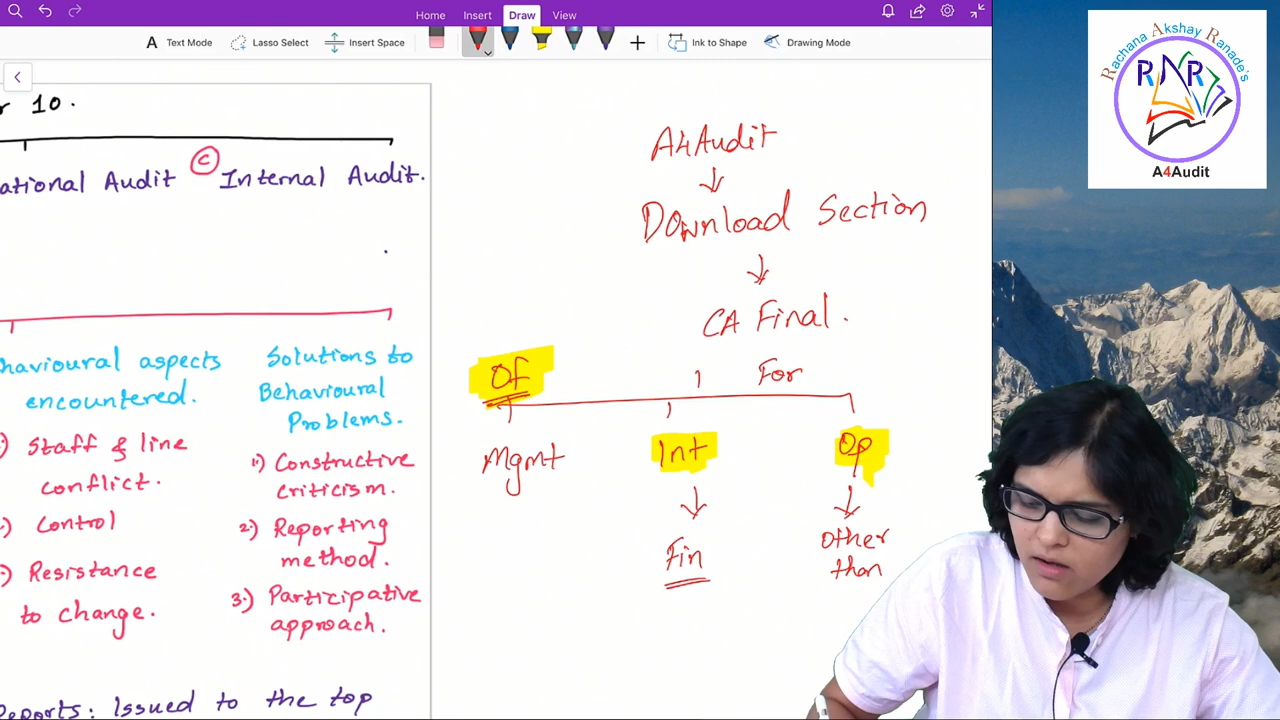 Home Insert Draw View
Text Mode Lasso Select Insert Space Ink to Shape Drawing Mode
r 10.
ational Audit © Internal Audit.
havioural aspects
encountered.
Staff & line
conflict.
Control
Resistance
to change.
Solutions to
Behavioural
Problems.
1) Constructive
criticism.
2) Reporting
method.
3) Participative
approach.
eports: Issued to the top
A4Audit
↓
Download Section
↓
CA Final.
Of For
Mgmt Int Op
↓ ↓
Fin Other
than
Rachana Akshay Ranade's
RAR
A4Audit